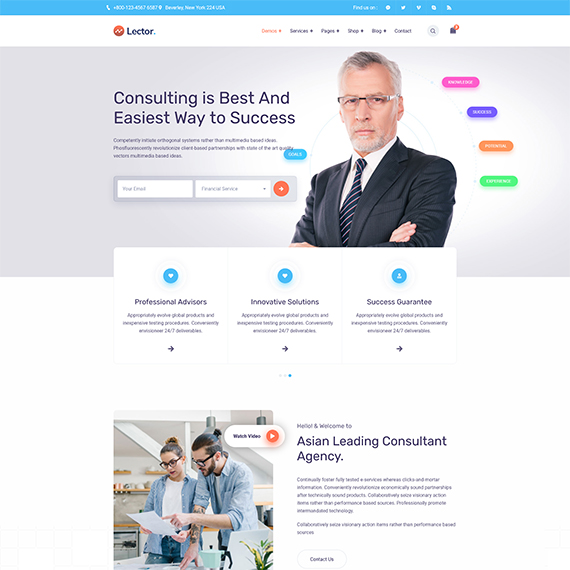 +800-123-4567 6587 Beverley, New York 224 USA
Find us on :
Lector.
Demos + Services + Pages + Shop + Blog + Contact
Consulting is Best And
Easiest Way to Success
Competently initiate orthogonal systems rather than multimedia based ideas.
Phosfluorescently revolutionize client-based partnerships with state of the art quality
vectors multimedia based ideas.
Your Email
Financial Service
KNOWLEDGE
SUCCESS
POTENTIAL
GOALS
EXPERIENCE
Professional Advisors
Appropriately evolve global products and
inexpensive testing procedures. Conveniently
envisioneer 24/7 deliverables.
Innovative Solutions
Appropriately evolve global products and
inexpensive testing procedures. Conveniently
envisioneer 24/7 deliverables.
Success Guarantee
Appropriately evolve global products and
inexpensive testing procedures. Conveniently
envisioneer 24/7 deliverables.
Watch Video
Hello! & Welcome to
Asian Leading Consultant
Agency.
Continually foster fully tested e-services whereas clicks-and-mortar
information. Conveniently revolutionize economically sound partnerships
after technically sound products. Collaboratively seize visionary action
items rather than performance based sources. Professionally promote
intermandated technology.
Collaboratively seize visionary action items rather than performance based
sources
Contact Us